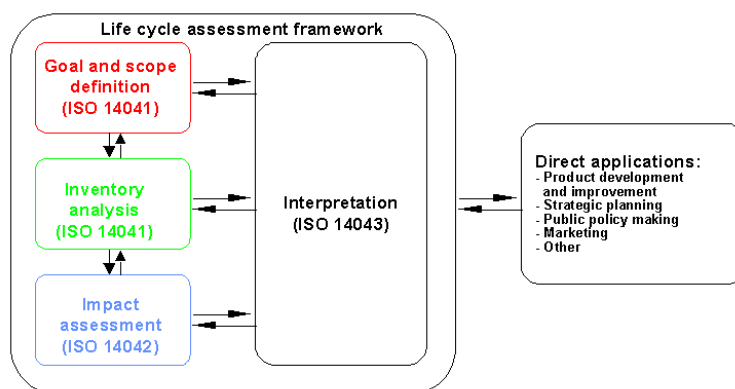 Life cycle assessment framework
Goal and scope
definition
(ISO 14041)
Inventory
analysis
(ISO 14041)
Impact
assessment
(ISO 14042)
Interpretation
(ISO 14043)
Direct applications:
- Product development
and improvement
- Strategic planning
- Public policy making
- Marketing
- Other